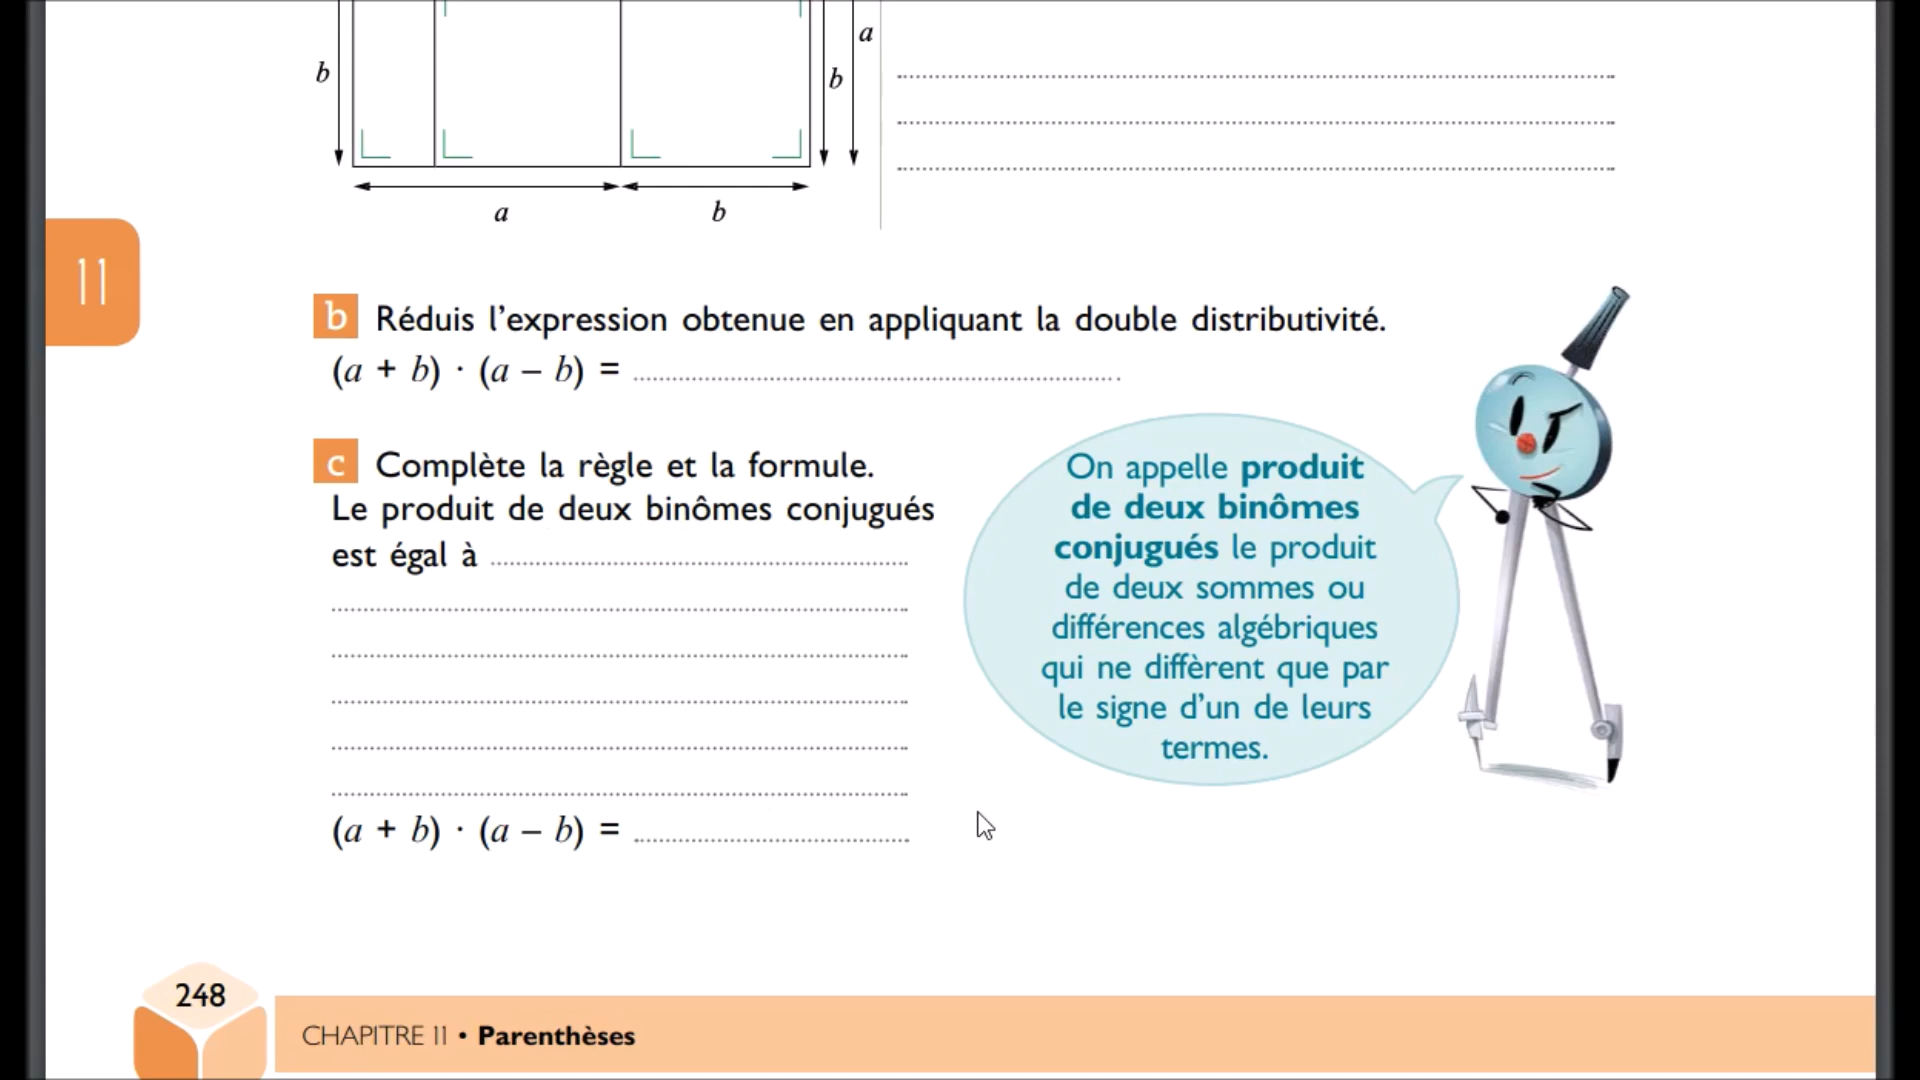 a
b
b
a
b
11
b Réduis l’expression obtenue en appliquant la double distributivité.
(a + b) · (a – b) = ........................................
c Complète la règle et la formule.
Le produit de deux binômes conjugués
est égal à ........................................
(a + b) · (a – b) = ........................................
On appelle produit
de deux binômes
conjugués le produit
de deux sommes ou
différences algébriques
qui ne diffèrent que par
le signe d’un de leurs
termes.
248
CHAPITRE 11 • Parenthèses